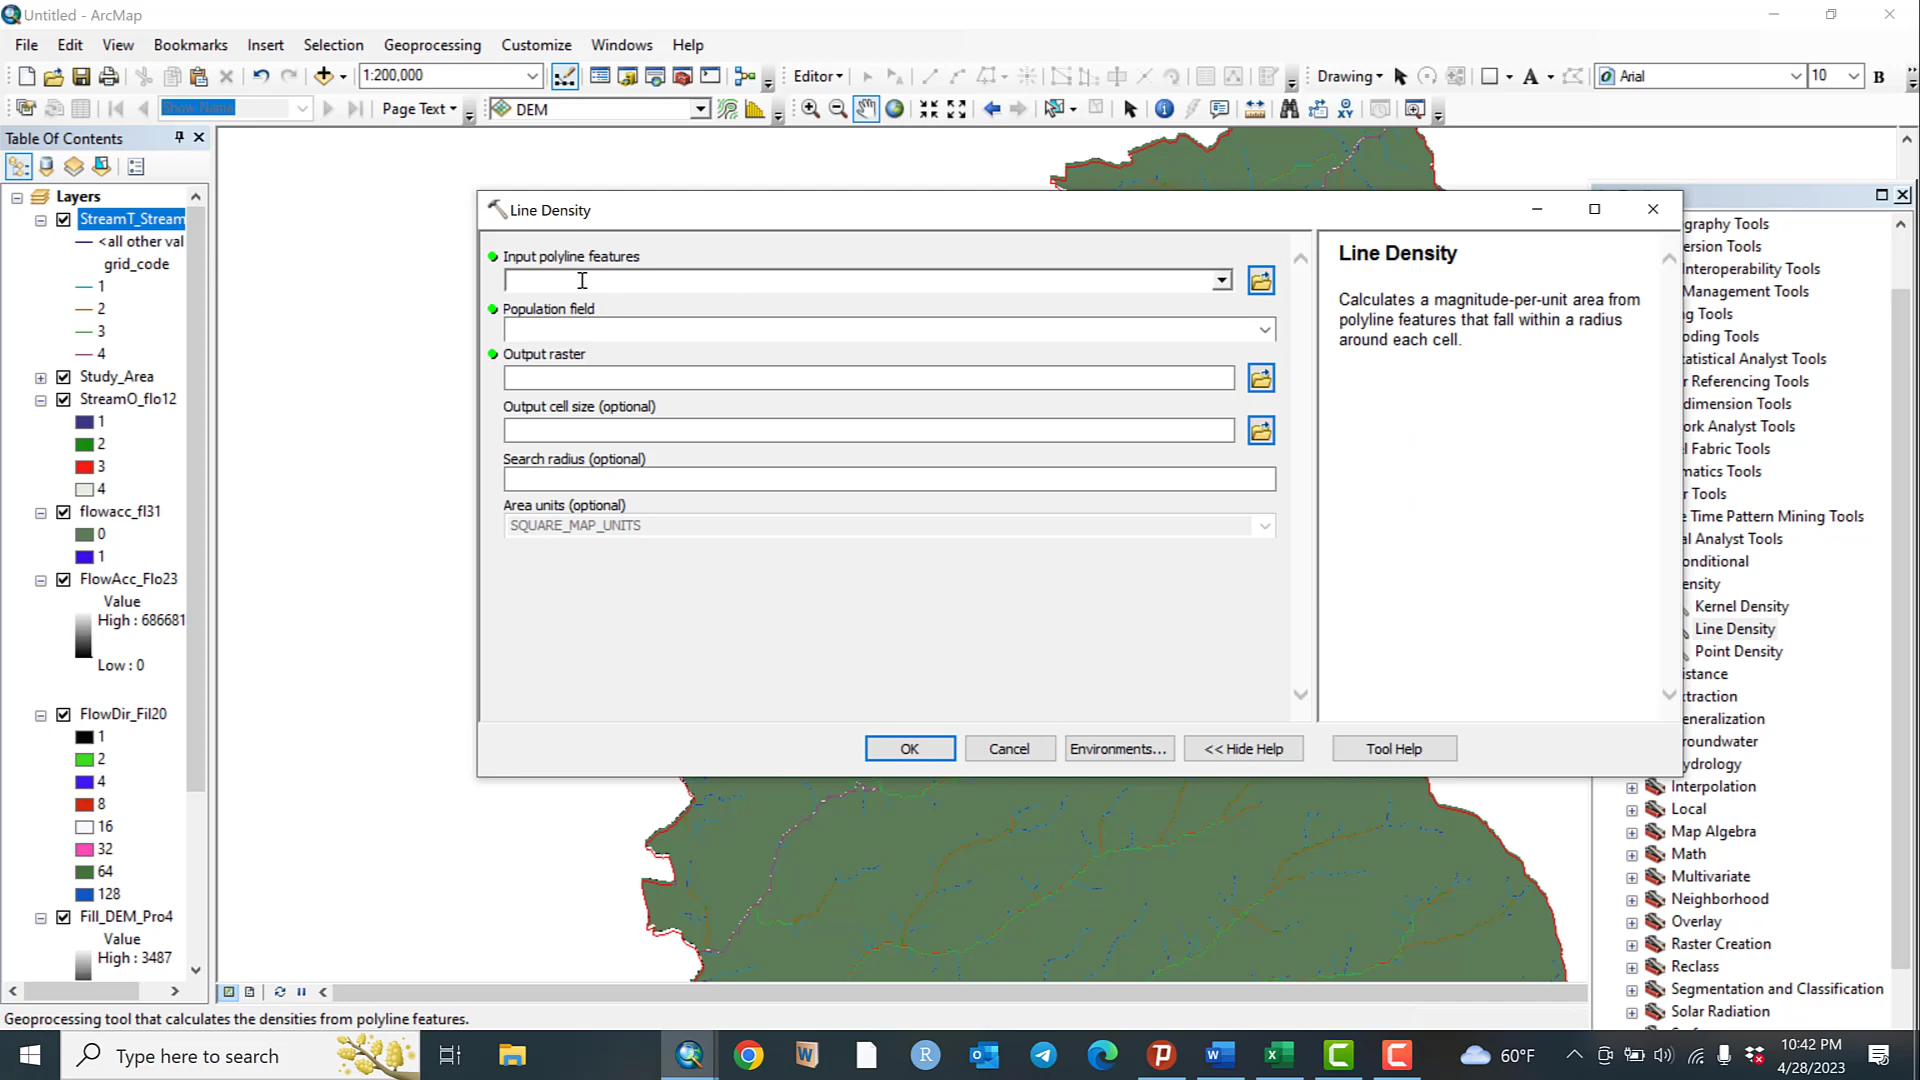 Untitled - ArcMap
File Edit View Bookmarks Insert Selection Geoprocessing Customize Windows Help
1:200,000 Editor Drawing A Arial 10 B
Show Name Page Text DEM
Table Of Contents
Layers
StreamT_Stream
<all other val
grid_code
1
2
3
4
Study_Area
StreamO_flo12
1
2
3
4
flowacc_fl31
0
1
FlowAcc_Flo23
Value
High : 686681
Low : 0
FlowDir_Fil20
1
2
4
8
16
32
64
128
Fill_DEM_Pro4
Value
High : 3487
Line Density
Input polyline features
Population field
Output raster
Output cell size (optional)
Search radius (optional)
Area units (optional)
SQUARE_MAP_UNITS
OK Cancel Environments... << Hide Help Tool Help
Line Density
Calculates a magnitude-per-unit area from
polyline features that fall within a radius
around each cell.
ography Tools
ersion Tools
Interoperability Tools
Management Tools
ing Tools
oding Tools
tatistical Analyst Tools
r Referencing Tools
dimension Tools
ork Analyst Tools
el Fabric Tools
matics Tools
r Tools
e Time Pattern Mining Tools
al Analyst Tools
onditional
ensity
Kernel Density
Line Density
Point Density
istance
traction
eneralization
roundwater
ydrology
Interpolation
Local
Map Algebra
Math
Multivariate
Neighborhood
Overlay
Raster Creation
Reclass
Segmentation and Classification
Solar Radiation
Geoprocessing tool that calculates the densities from polyline features.
Type here to search
60°F
10:42 PM
4/28/2023